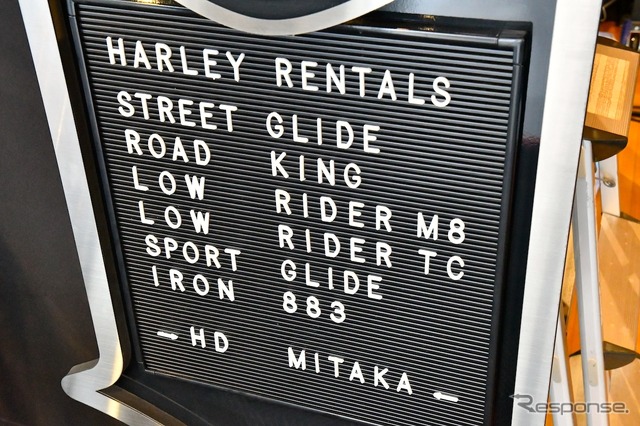 HARLEY RENTALS
STREET GLIDE
ROAD KING
LOW RIDER M8
LOW RIDER TC
SPORT GLIDE
IRON 883
→ HD MITAKA ←
Response.